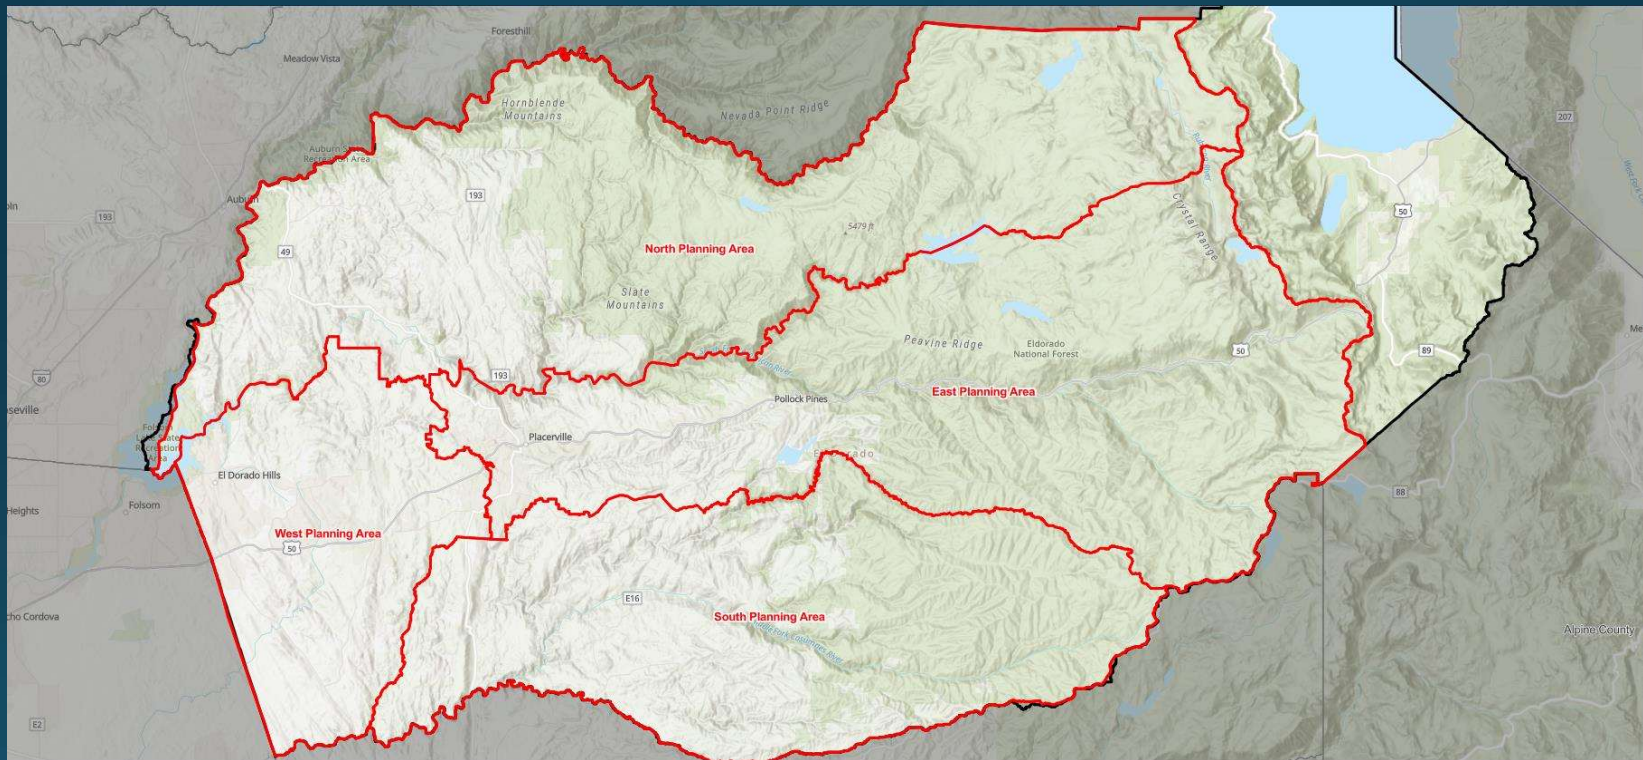 Foresthill
Meadow Vista
Hornblende
Mountains
Nevada Point Ridge
207
Auburn
Recreation Area
193
193
Auburn
49
5479 ft
Crystal Range
50
North Planning Area
Slate
Mountains
Peavine Ridge
Eldorado
National Forest
50
89
80
193
East Planning Area
Pollock Pines
Placerville
Recreation
Area
El Dorado Hills
Heights
Folsom
88
West Planning Area
50
E16
South Planning Area
Alpine County
E2